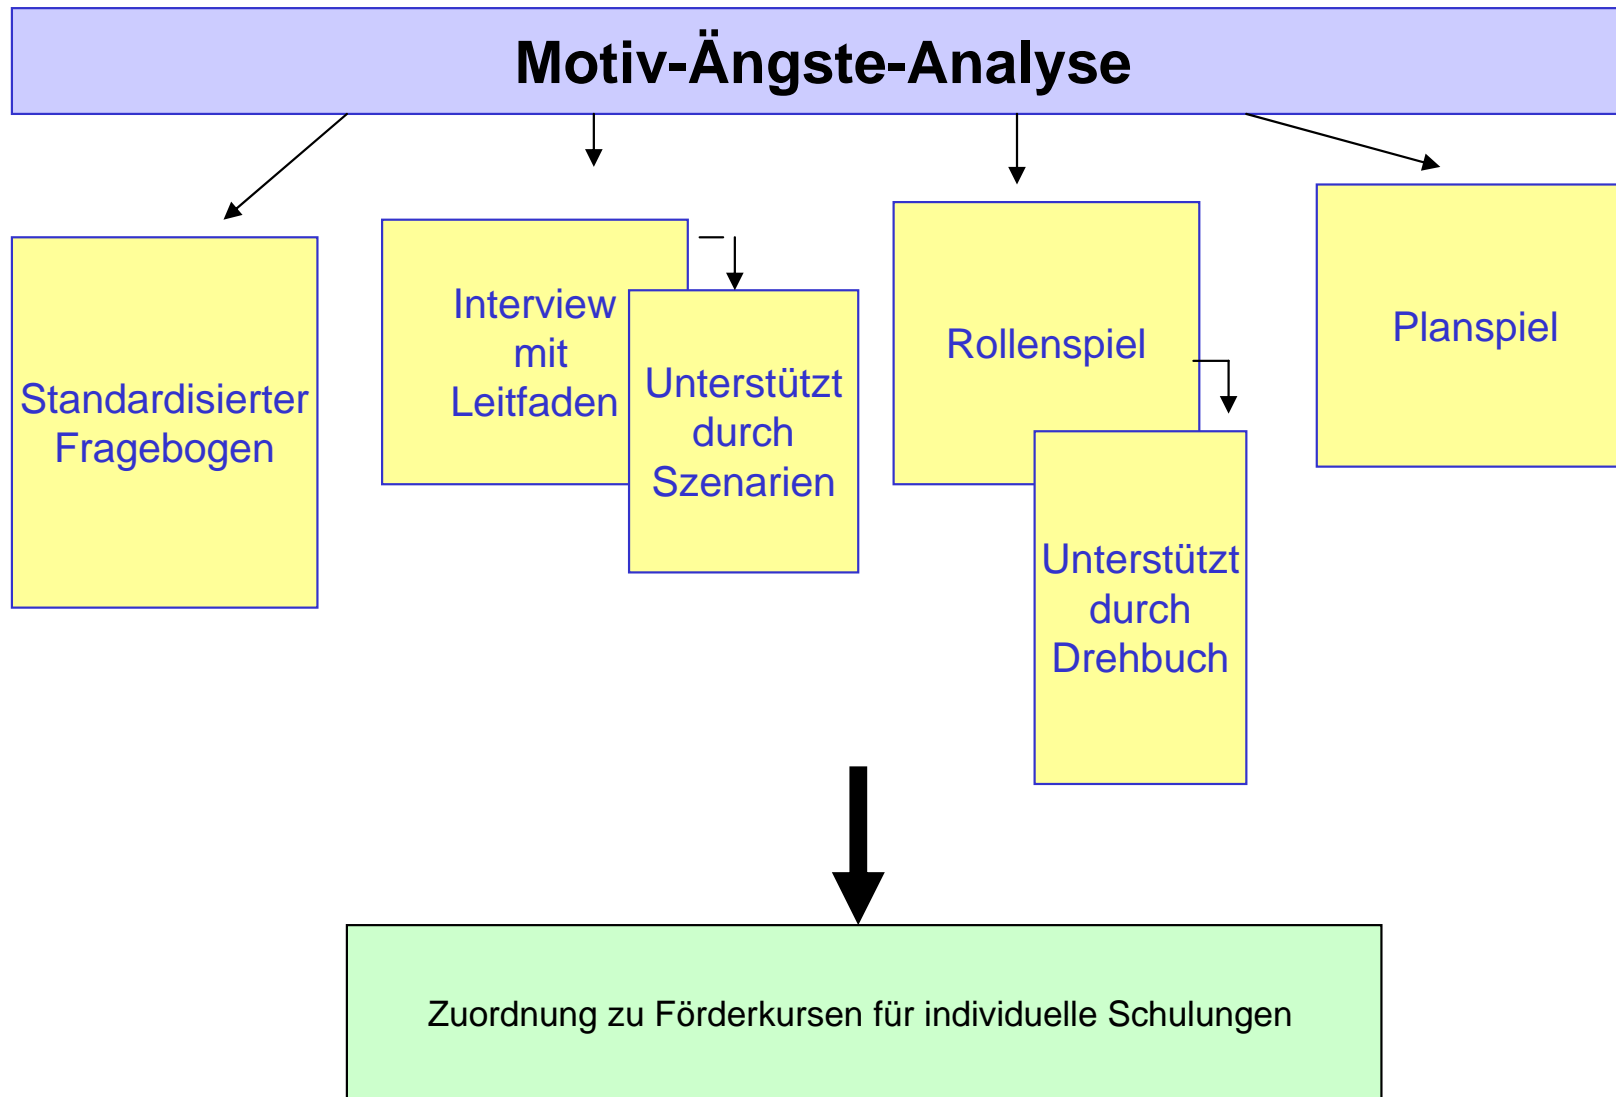 Motiv-Ängste-Analyse
Standardisierter
Fragebogen
Interview
mit
Leitfaden
Unterstützt
durch
Szenarien
Rollenspiel
Unterstützt
durch
Drehbuch
Planspiel
Zuordnung zu Förderkursen für individuelle Schulungen